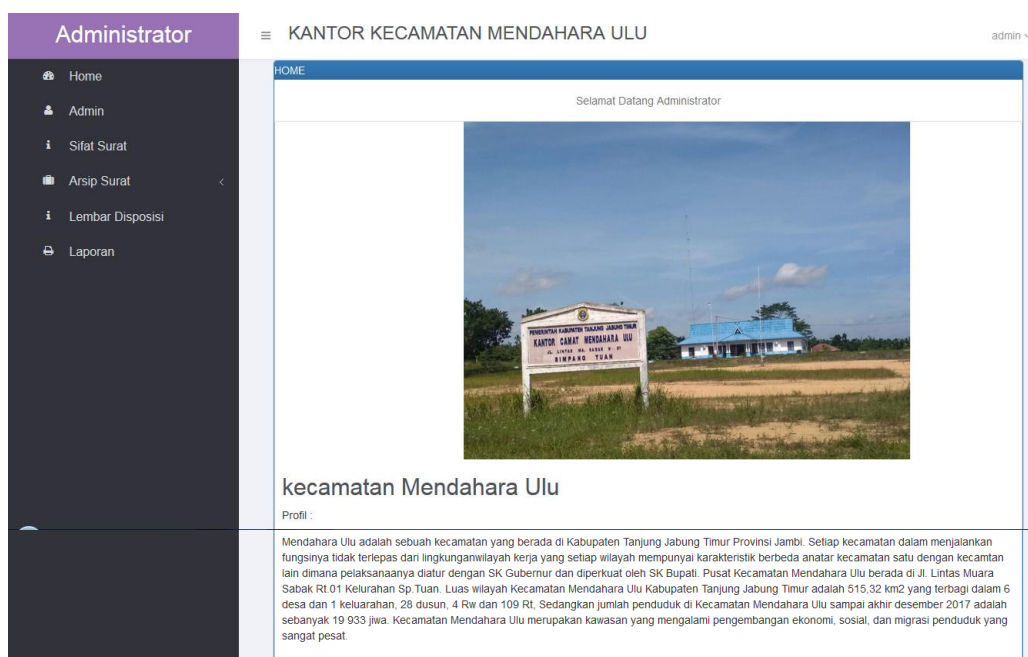 Administrator
KANTOR KECAMATAN MENDAHARA ULU
admin
Home
Admin
Sifat Surat
Arsip Surat
Lembar Disposisi
Laporan
HOME
Selamat Datang Administrator
PEMERINTAH KABUPATEN TANJUNG JABUNG TIMUR
KANTOR CAMAT MENDAHARA ULU
SIMPANG TUAN
kecamatan Mendahara Ulu
Profil :
Mendahara Ulu adalah sebuah kecamatan yang berada di Kabupaten Tanjung Jabung Timur Provinsi Jambi. Setiap kecamatan dalam menjalankan
fungsinya tidak terlepas dari lingkunganwilayah kerja yang setiap wilayah mempunyai karakteristik berbeda anatar kecamatan satu dengan kecamtan
lain dimana pelaksanaanya diatur dengan SK Gubernur dan diperkuat oleh SK Bupati. Pusat Kecamatan Mendahara Ulu berada di Jl. Lintas Muara
Sabak Rt.01 Kelurahan Sp.Tuan. Luas wilayah Kecamatan Mendahara Ulu Kabupaten Tanjung Jabung Timur adalah 515,32 km2 yang terbagi dalam 6
desa dan 1 keluarahan, 28 dusun, 4 Rw dan 109 Rt, Sedangkan jumlah penduduk di Kecamatan Mendahara Ulu sampai akhir desember 2017 adalah
sebanyak 19 933 jiwa. Kecamatan Mendahara Ulu merupakan kawasan yang mengalami pengembangan ekonomi, sosial, dan migrasi penduduk yang
sangat pesat.